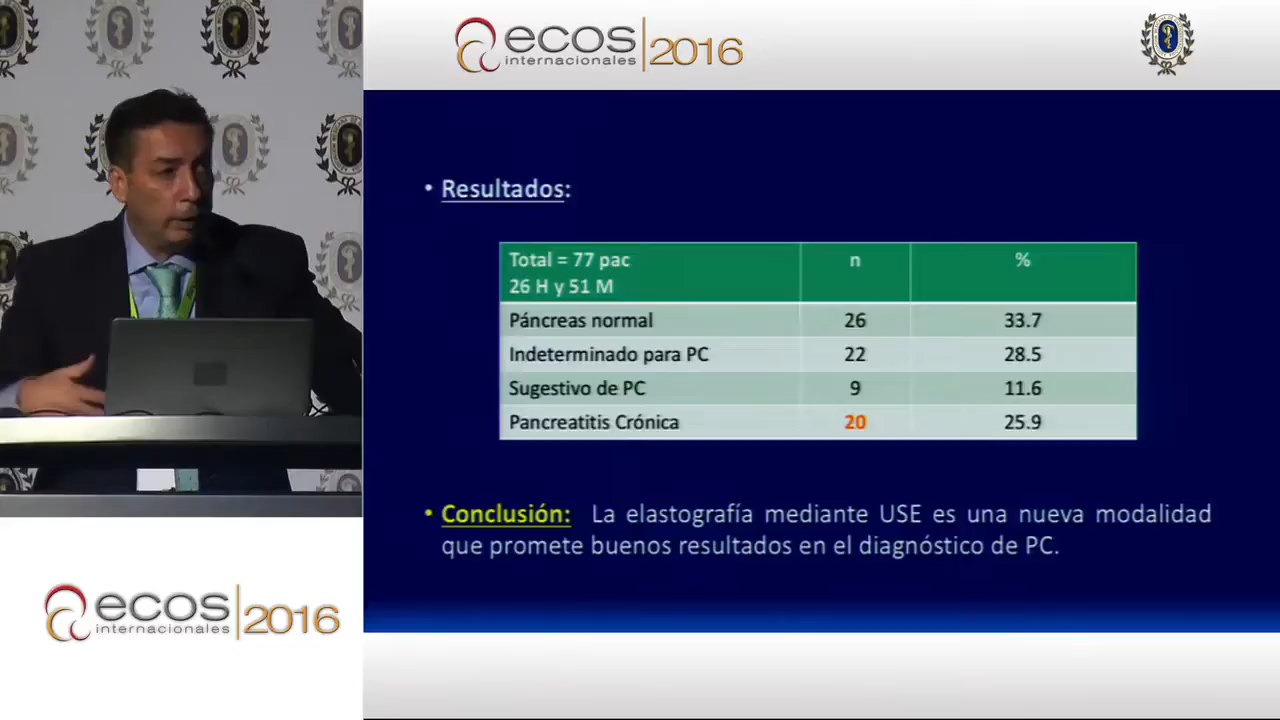 ecos
internacionales
2016
• Resultados:
Total = 77 pac n %
26 H y 51 M
Páncreas normal 26 33.7
Indeterminado para PC 22 28.5
Sugestivo de PC 9 11.6
Pancreatitis Crónica 20 25.9
• Conclusión: La elastografía mediante USE es una nueva modalidad
que promete buenos resultados en el diagnóstico de PC.
ecos
internacionales
2016